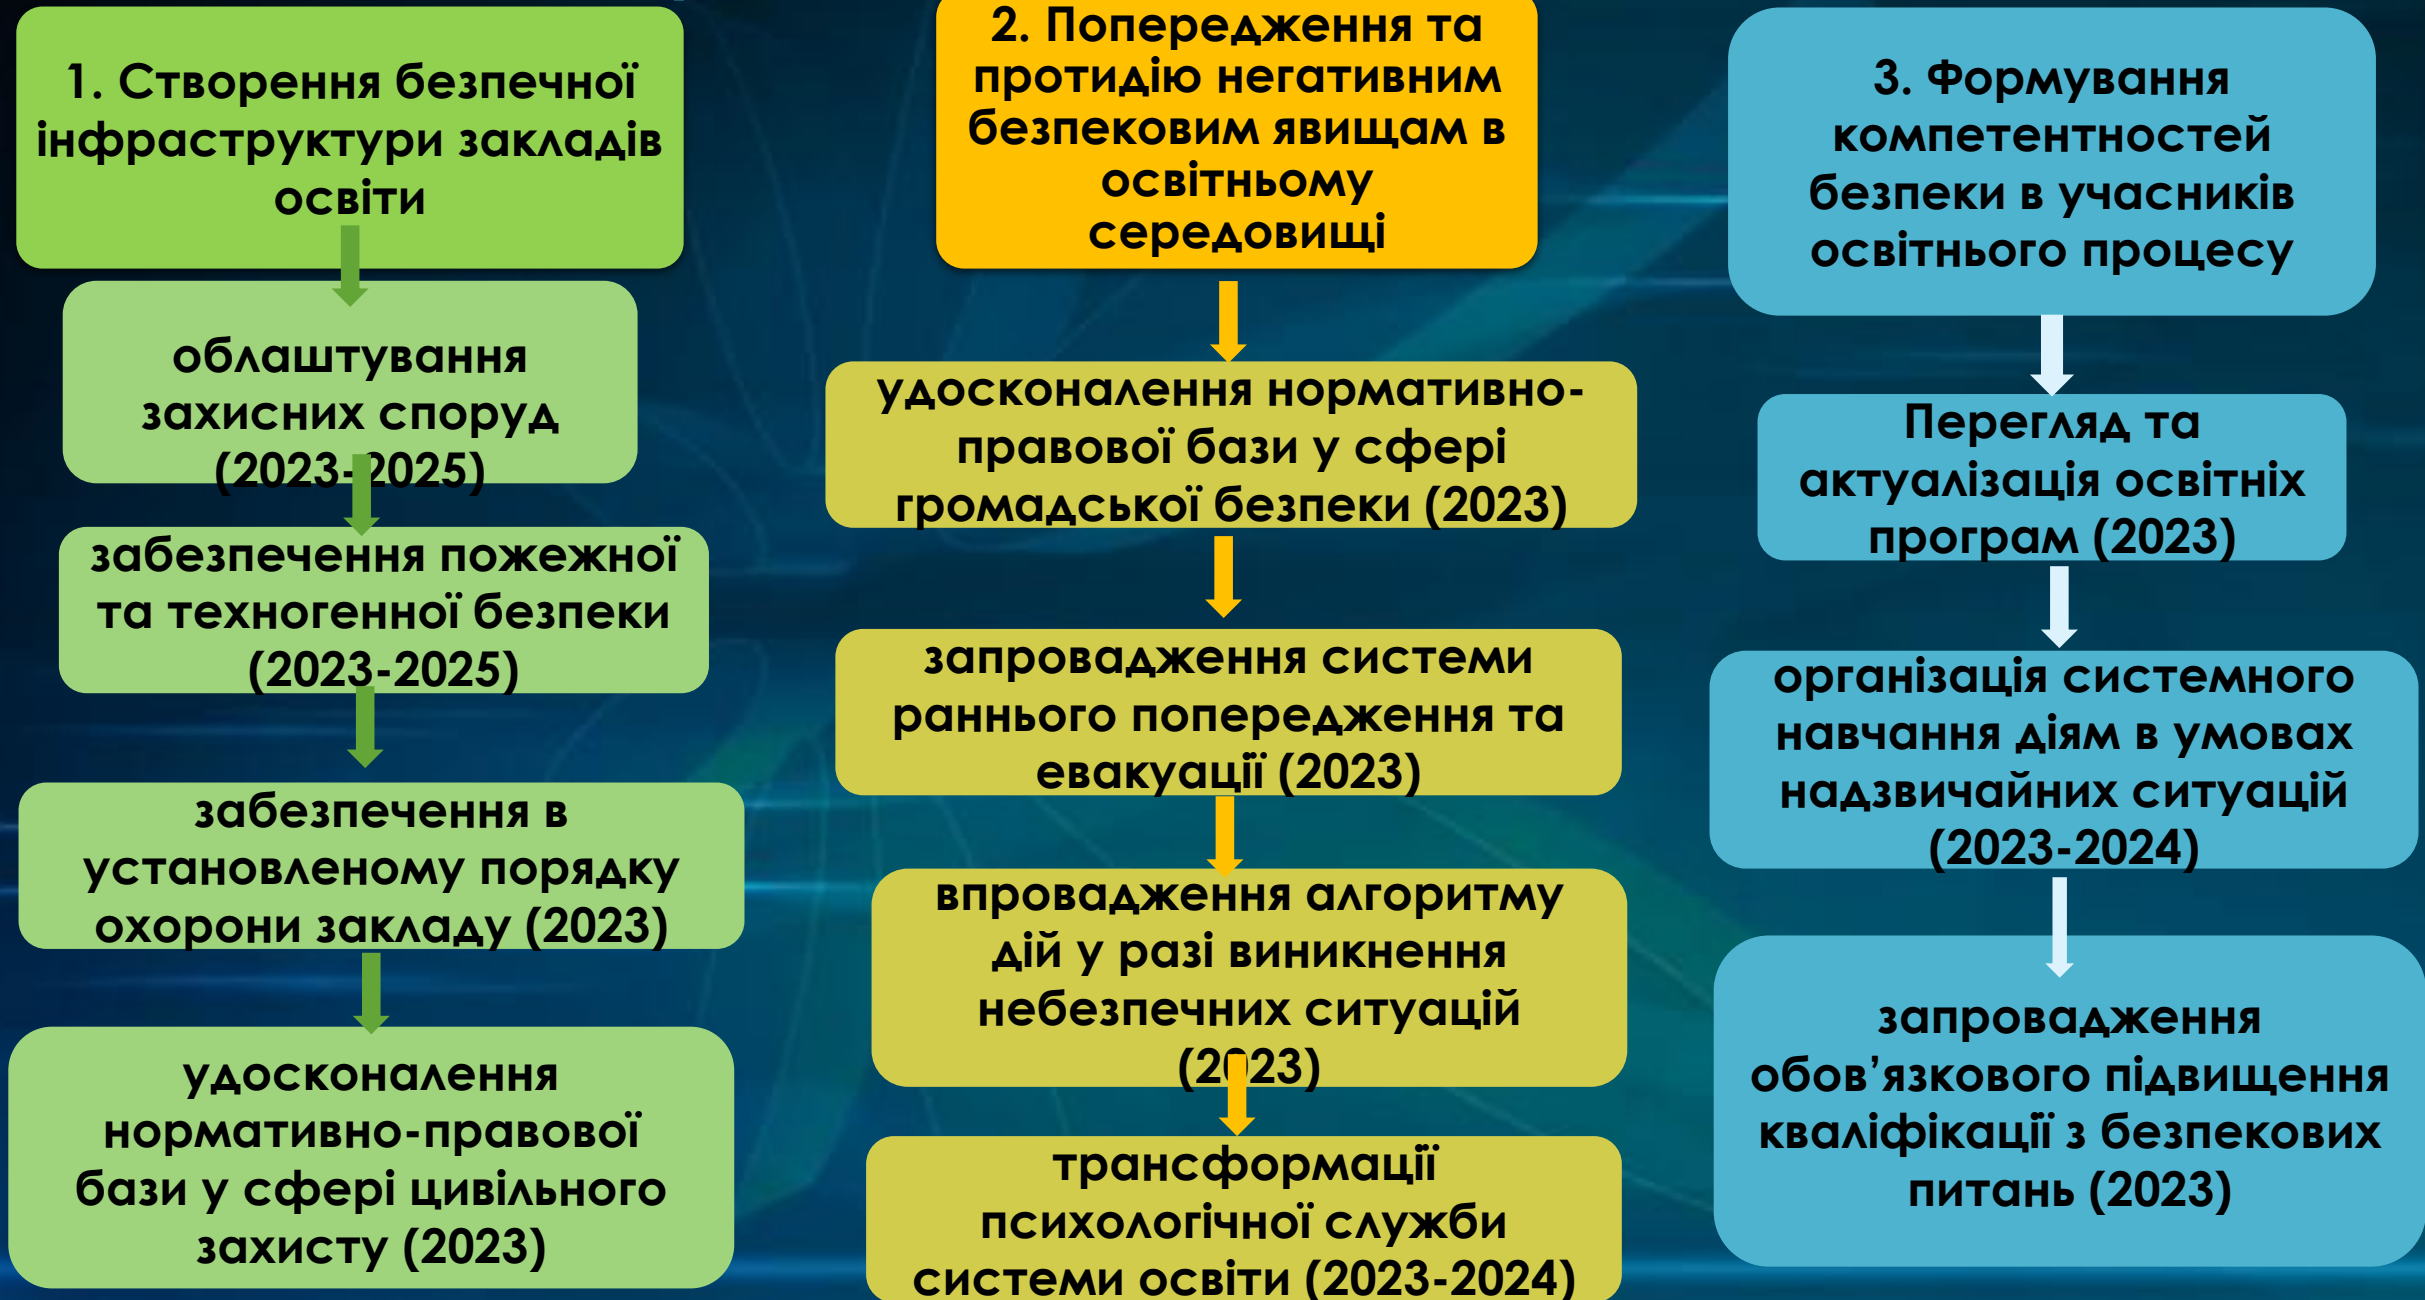 1. Створення безпечної
інфраструктури закладів
освіти
облаштування
захисних споруд
(2023-2025)
забезпечення пожежної
та техногенної безпеки
(2023-2025)
забезпечення в
установленому порядку
охорони закладу (2023)
удосконалення
нормативно-правової
бази у сфері цивільного
захисту (2023)
2. Попередження та
протидію негативним
безпековим явищам в
освітньому
середовищі
удосконалення нормативно-
правової бази у сфері
громадської безпеки (2023)
запровадження системи
раннього попередження та
евакуації (2023)
впровадження алгоритму
дій у разі виникнення
небезпечних ситуацій
(2023)
трансформації
психологічної служби
системи освіти (2023-2024)
3. Формування
компетентностей
безпеки в учасників
освітнього процесу
Перегляд та
актуалізація освітніх
програм (2023)
організація системного
навчання діям в умовах
надзвичайних ситуацій
(2023-2024)
запровадження
обов’язкового підвищення
кваліфікації з безпекових
питань (2023)